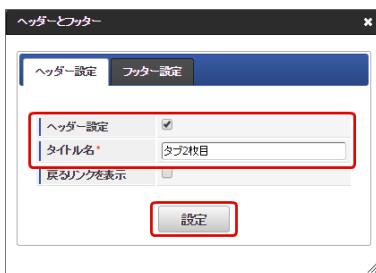 ヘッダーとフッター
ヘッダー設定 フッター設定
ヘッダー設定
タイトル名* タブ2枚目
戻るリンクを表示
設定